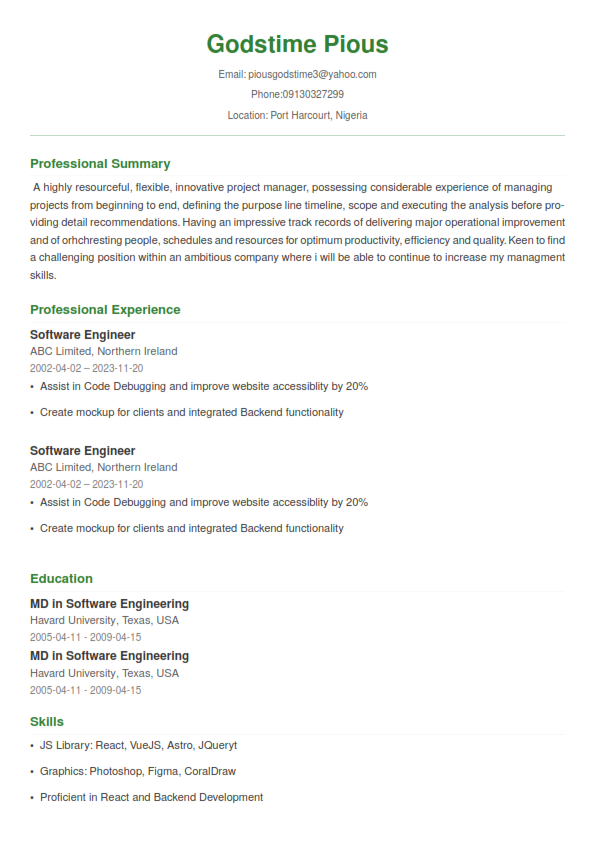 Godstime Pious
Email: piousgodstime3@yahoo.com
Phone:09130327299
Location: Port Harcourt, Nigeria
Professional Summary
A highly resourceful, flexible, innovative project manager, possessing considerable experience of managing
projects from beginning to end, defining the purpose line timeline, scope and executing the analysis before pro-
viding detail recommendations. Having an impressive track records of delivering major operational improvement
and of orhchresting people, schedules and resources for optimum productivity, efficiency and quality. Keen to find
a challenging position within an ambitious company where i will be able to continue to increase my managment
skills.
Professional Experience
Software Engineer
ABC Limited, Northern Ireland
2002-04-02 – 2023-11-20
• Assist in Code Debugging and improve website accessiblity by 20%
• Create mockup for clients and integrated Backend functionality
Software Engineer
ABC Limited, Northern Ireland
2002-04-02 – 2023-11-20
• Assist in Code Debugging and improve website accessiblity by 20%
• Create mockup for clients and integrated Backend functionality
Education
MD in Software Engineering
Havard University, Texas, USA
2005-04-11 - 2009-04-15
MD in Software Engineering
Havard University, Texas, USA
2005-04-11 - 2009-04-15
Skills
• JS Library: React, VueJS, Astro, JQueryt
• Graphics: Photoshop, Figma, CoralDraw
• Proficient in React and Backend Development